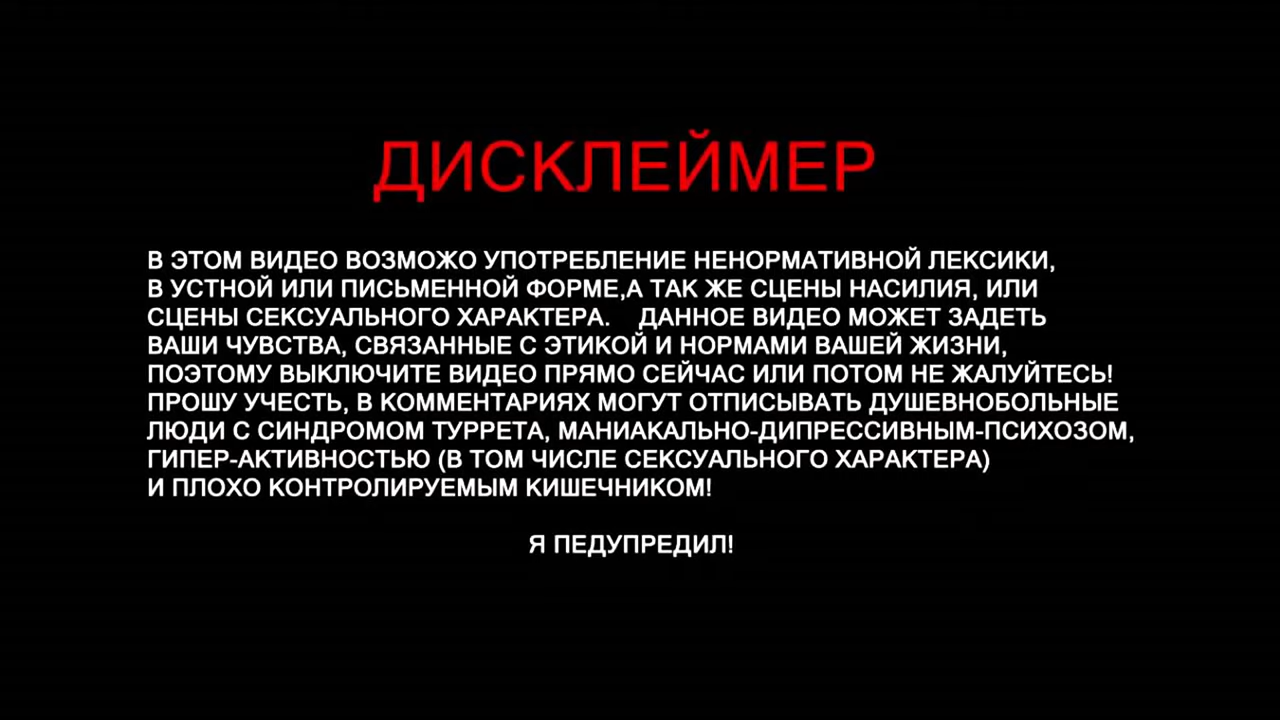 ДИСКЛЕЙМЕР
В ЭТОМ ВИДЕО ВОЗМОЖО УПОТРЕБЛЕНИЕ НЕНОРМАТИВНОЙ ЛЕКСИКИ,
В УСТНОЙ ИЛИ ПИСЬМЕННОЙ ФОРМЕ,А ТАК ЖЕ СЦЕНЫ НАСИЛИЯ, ИЛИ
СЦЕНЫ СЕКСУАЛЬНОГО ХАРАКТЕРА. ДАННОЕ ВИДЕО МОЖЕТ ЗАДЕТЬ
ВАШИ ЧУВСТВА, СВЯЗАННЫЕ С ЭТИКОЙ И НОРМАМИ ВАШЕЙ ЖИЗНИ,
ПОЭТОМУ ВЫКЛЮЧИТЕ ВИДЕО ПРЯМО СЕЙЧАС ИЛИ ПОТОМ НЕ ЖАЛУЙТЕСЬ!
ПРОШУ УЧЕСТЬ, В КОММЕНТАРИЯХ МОГУТ ОТПИСЫВАТЬ ДУШЕВНОБОЛЬНЫЕ
ЛЮДИ С СИНДРОМОМ ТУРРЕТА, МАНИАКАЛЬНО-ДИПРЕССИВНЫМ-ПСИХОЗОМ,
ГИПЕР-АКТИВНОСТЬЮ (В ТОМ ЧИСЛЕ СЕКСУАЛЬНОГО ХАРАКТЕРА)
И ПЛОХО КОНТРОЛИРУЕМЫМ КИШЕЧНИКОМ!
Я ПЕДУПРЕДИЛ!